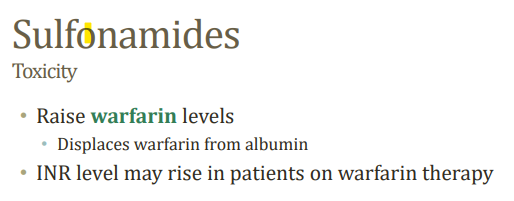 Sulfonamides
Toxicity
• Raise warfarin levels
• Displaces warfarin from albumin
• INR level may rise in patients on warfarin therapy